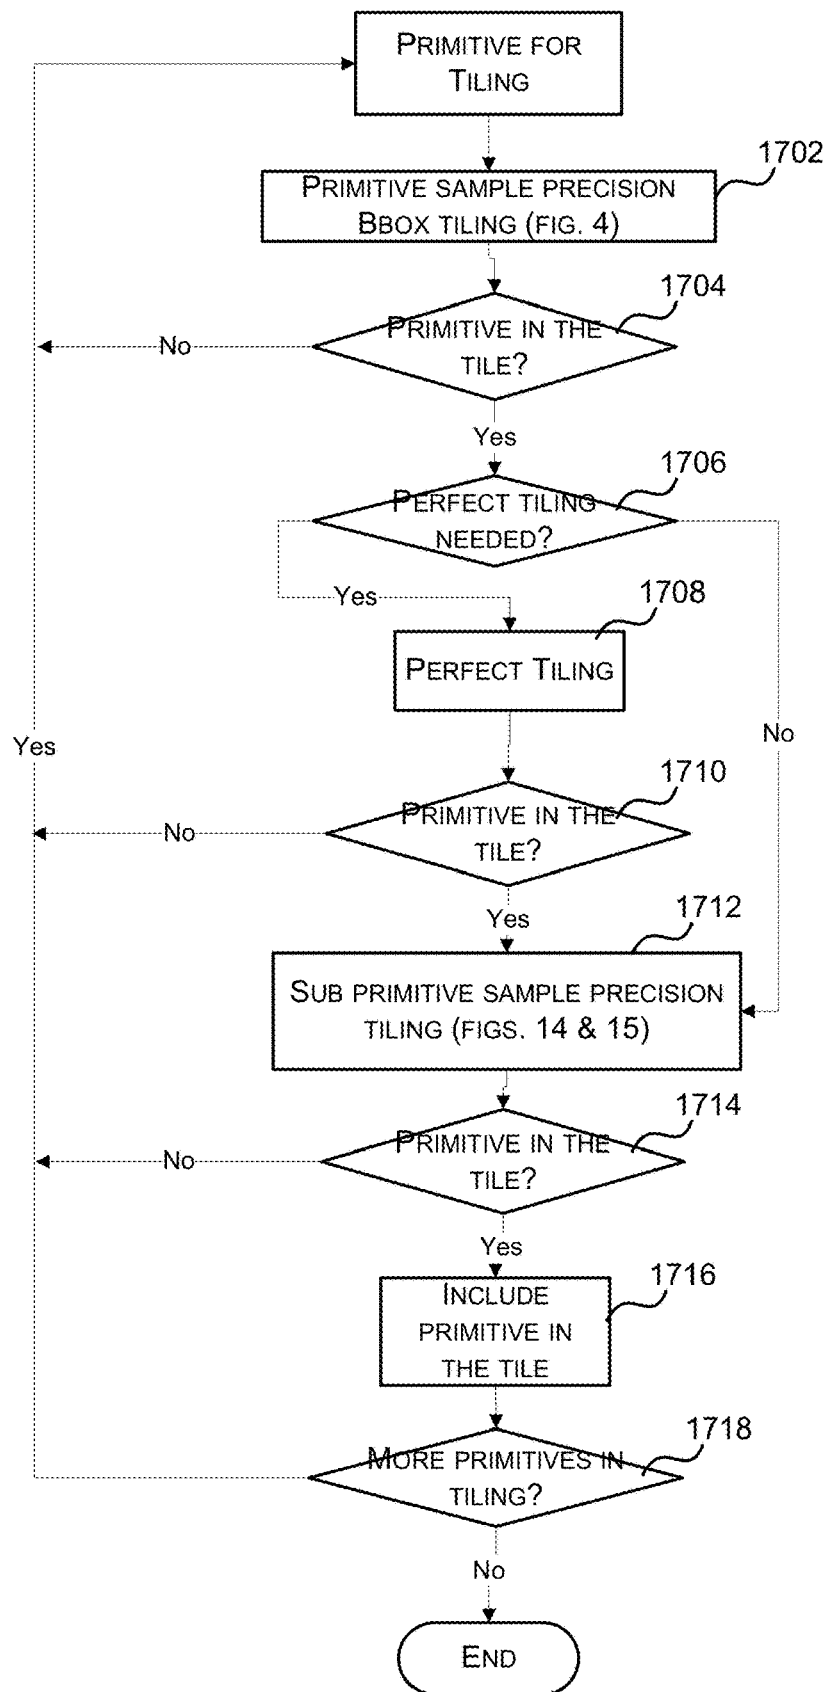 PRIMITIVE FOR
TILING
1702
PRIMITIVE SAMPLE PRECISION
BBOX TILING (FIG. 4)
1704
PRIMITIVE IN THE
TILE?
No
Yes
1706
PERFECT TILING
NEEDED?
Yes
1708
PERFECT TILING
Yes
No
1710
PRIMITIVE IN THE
TILE?
No
Yes
1712
SUB PRIMITIVE SAMPLE PRECISION
TILING (FIGS. 14 & 15)
1714
PRIMITIVE IN THE
TILE?
No
Yes
1716
INCLUDE
PRIMITIVE IN
THE TILE
1718
MORE PRIMITIVES IN
TILING?
No
END